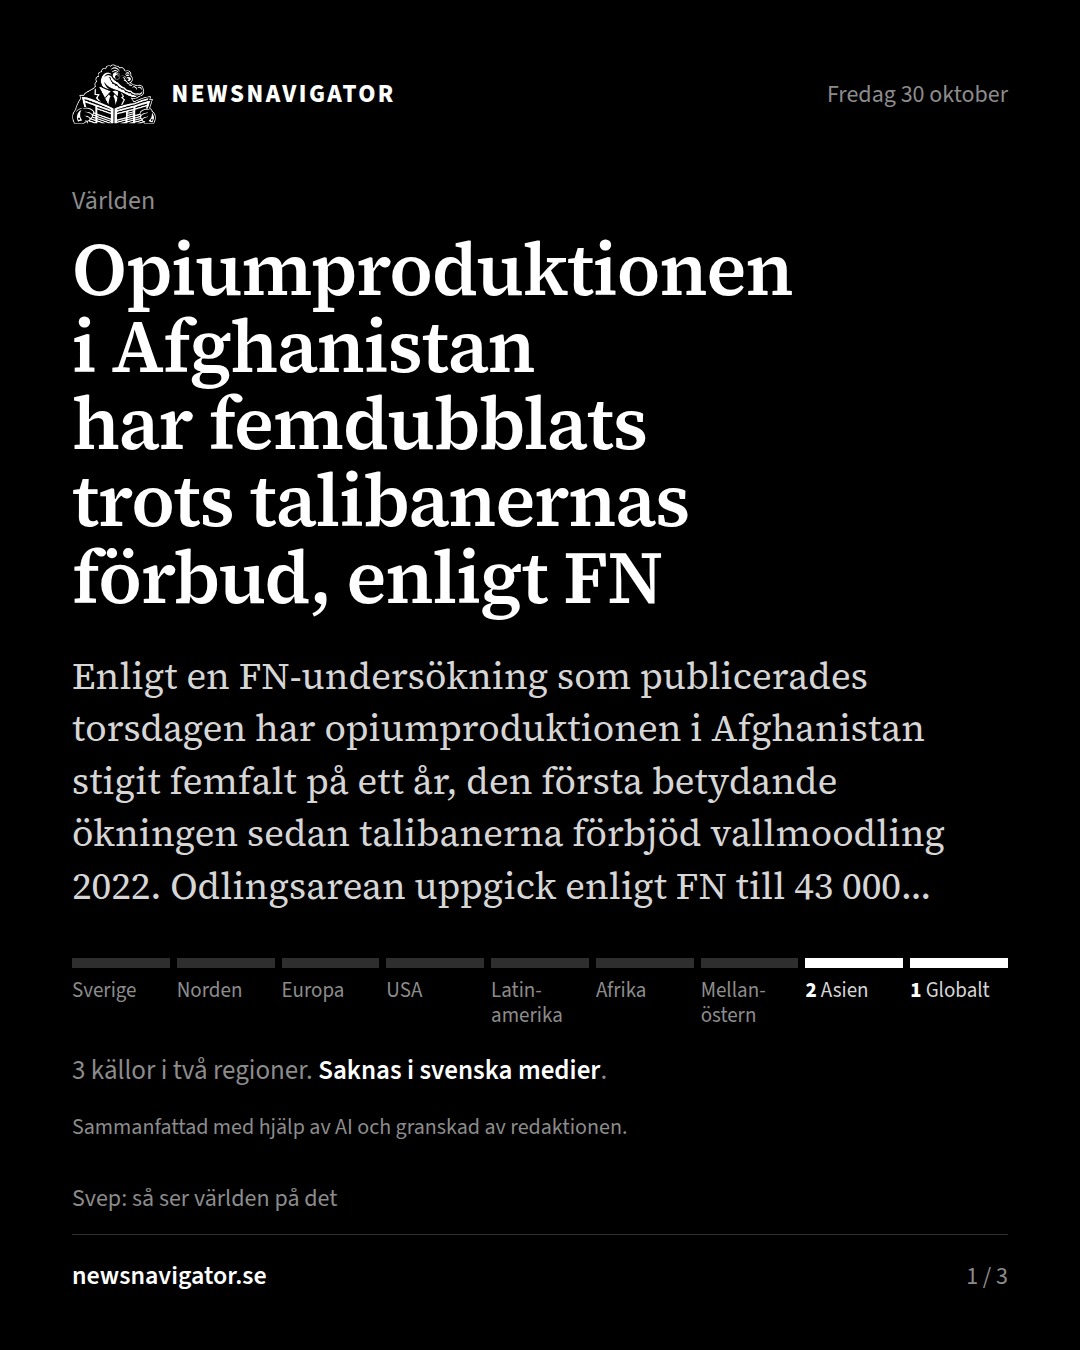 NEWSNAVIGATOR
Fredag 30 oktober
Världen
Opiumproduktionen
i Afghanistan
har femdubblats
trots talibanernas
förbud, enligt FN
Enligt en FN-undersökning som publicerades
torsdagen har opiumproduktionen i Afghanistan
stigit femfalt på ett år, den första betydande
ökningen sedan talibanerna förbjöd vallmoodling
2022. Odlingsarean uppgick enligt FN till 43 000...
Sverige
Norden
Europa
USA
Latin-
amerika
Afrika
Mellan-
östern
2 Asien
1 Globalt
3 källor i två regioner. Saknas i svenska medier.
Sammanfattad med hjälp av AI och granskad av redaktionen.
Svep: så ser världen på det
newsnavigator.se
1 / 3